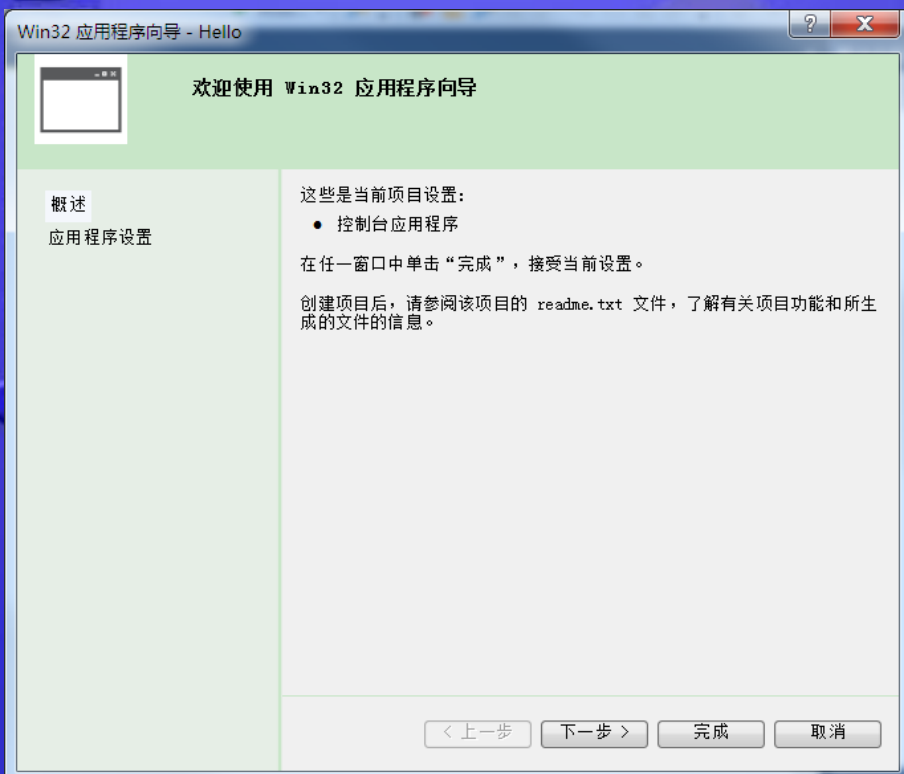 Win32 应用程序向导 - Hello
欢迎使用 Win32 应用程序向导
概述
应用程序设置
这些是当前项目设置:
• 控制台应用程序
在任一窗口中单击“完成”，接受当前设置。
创建项目后，请参阅该项目的 readme.txt 文件，了解有关项目功能和所生
成的文件的信息。
< 上一步
下一步 >
完成
取消